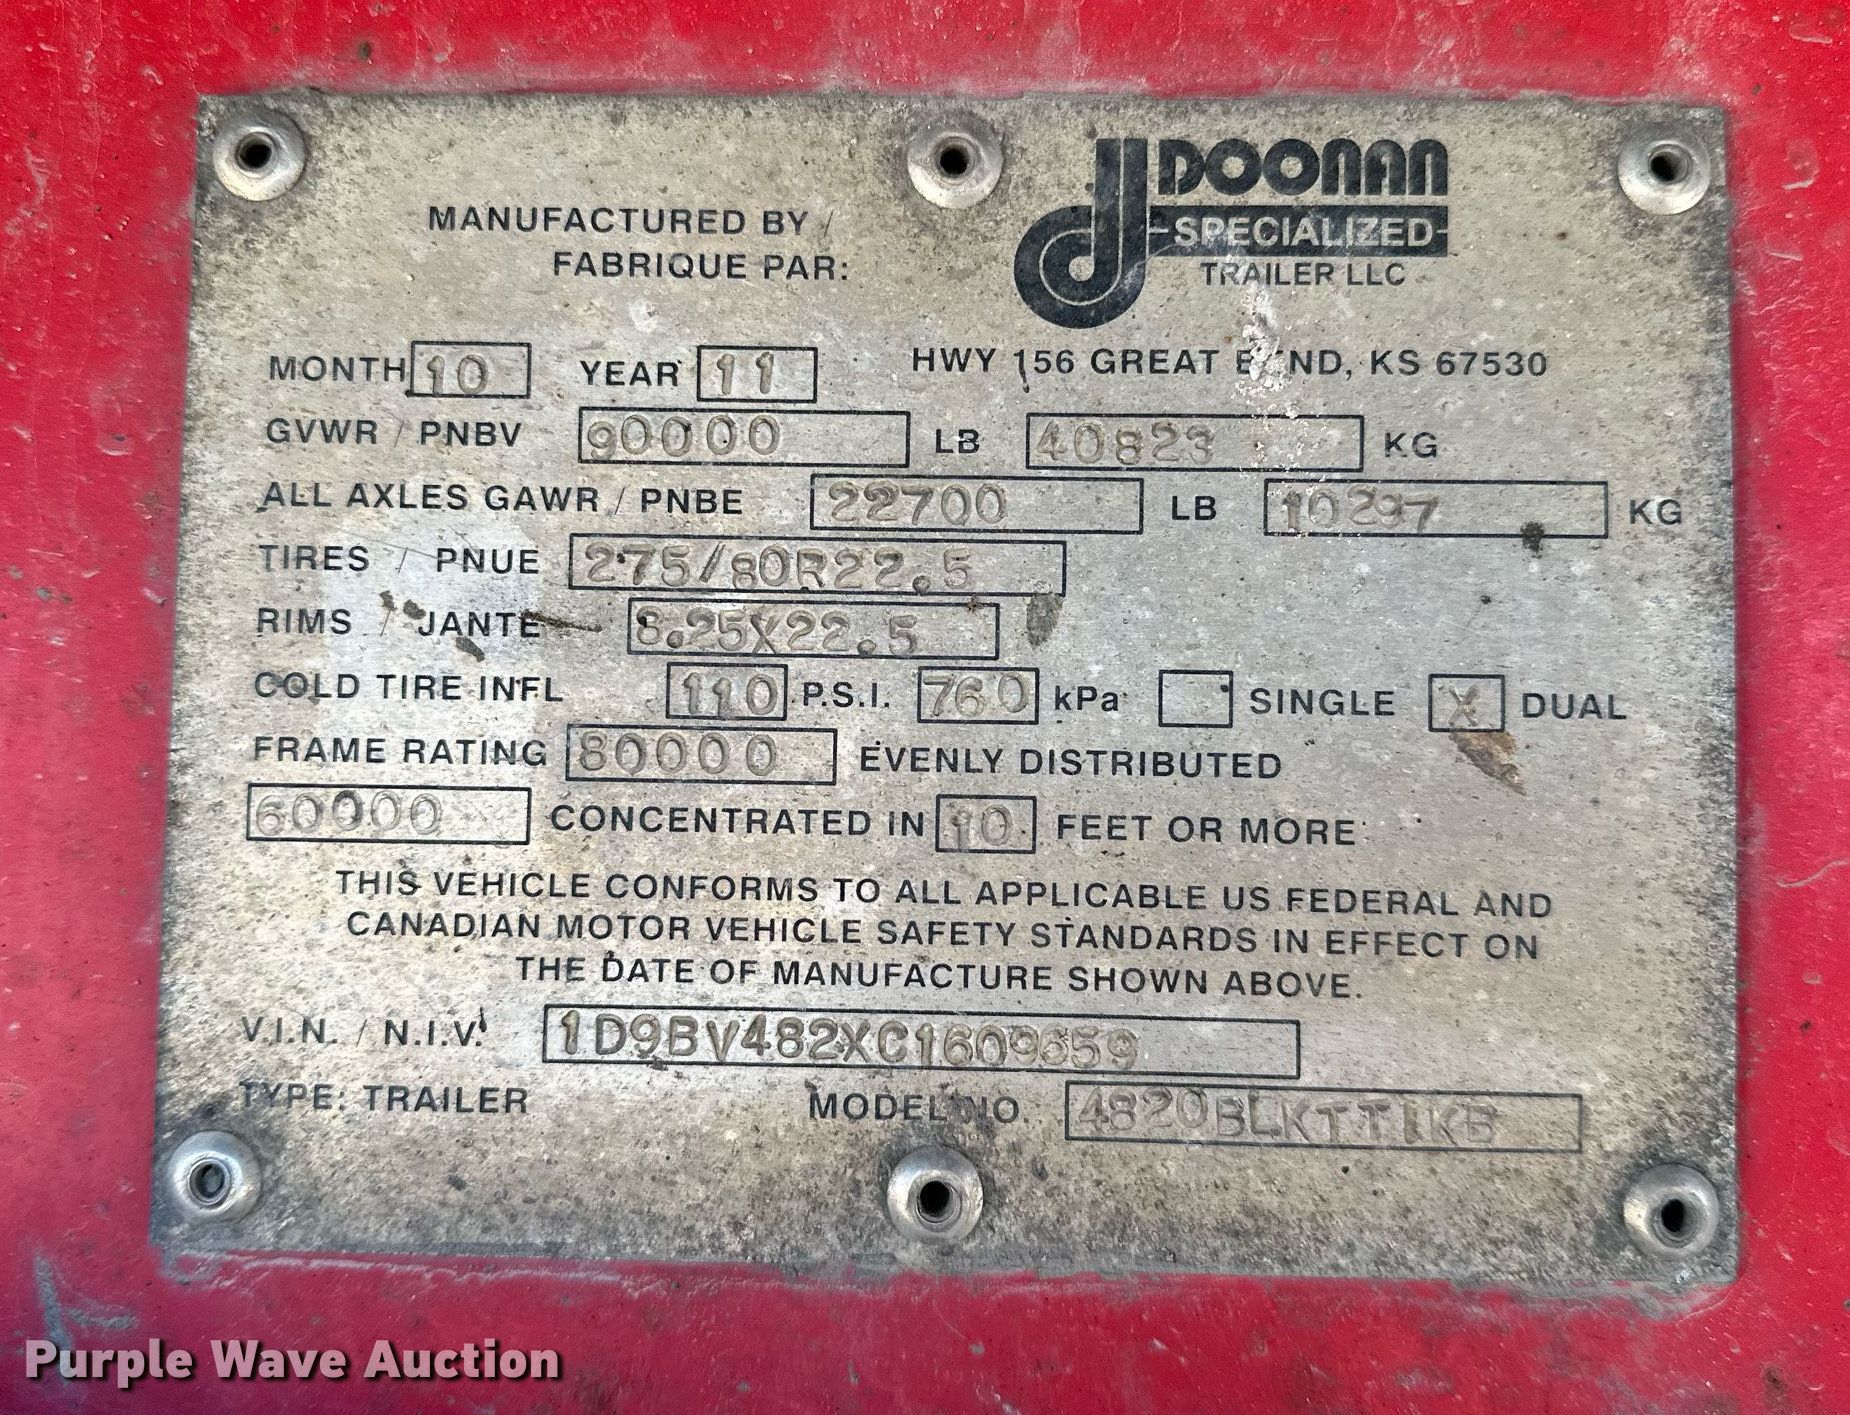 MANUFACTURED BY /
FABRIQUE PAR:
DOONAN
SPECIALIZED
TRAILER LLC
MONTH 10 YEAR 11 HWY 156 GREAT BEND, KS 67530
GVWR / PNBV 90000 LB 40823 KG
ALL AXLES GAWR / PNBE 22700 LB 10297 KG
TIRES / PNUE 275/80R22.5
RIMS / JANTE 8.25X22.5
COLD TIRE INFL 110 P.S.I. 760 kPa SINGLE X DUAL
FRAME RATING 80000 EVENLY DISTRIBUTED
60000 CONCENTRATED IN 10 FEET OR MORE
THIS VEHICLE CONFORMS TO ALL APPLICABLE US FEDERAL AND
CANADIAN MOTOR VEHICLE SAFETY STANDARDS IN EFFECT ON
THE DATE OF MANUFACTURE SHOWN ABOVE.
V.I.N. / N.I.V. 1D9BV482XC1609659
TYPE: TRAILER MODEL NO. 4820BLKTT1KB
Purple Wave Auction